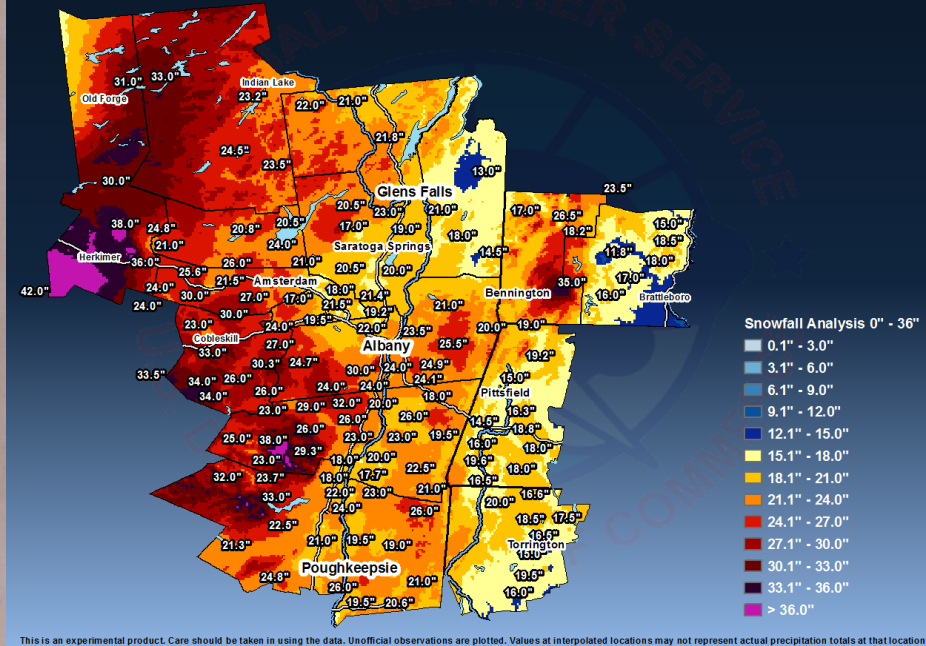 31.0" 33.0"
Indian Lake
Old Forge
23.2"
22.0" 21.0"
21.8"
24.5"
23.5"
13.0"
30.0"
23.5"
Glens Falls
38.0" 24.8"
20.8" 20.5"
20.5" 23.0" 21.0"
17.0" 19.0"
17.0" 26.5"
18.2"
15.0"
18.5"
21.0"
24.0"
Saratoga Springs
18.0"
14.5"
11.8"
18.0"
Herkimer
36.0"
26.0"
21.0"
25.6"
21.5"
Amsterdam
20.5" 20.0"
35.0"
17.0"
42.0"
24.0"
30.0"
27.0"
17.0"
18.0"
21.5"
21.4"
Bennington
16.0"
Brattleboro
24.0"
30.0"
19.2"
21.0"
23.0"
24.0"
19.5"
22.0"
23.5"
20.0" 19.0"
Cobleskill
27.0"
Albany
25.5"
33.0"
30.3" 24.7"
19.2"
33.5"
34.0" 26.0"
30.0" 24.0" 24.9"
15.0"
34.0"
26.0"
24.0" 24.0"
24.1"
Pittsfield
23.0" 29.0" 32.0" 20.0"
18.0"
16.3"
26.0"
26.0"
14.5"
18.8"
25.0" 38.0"
26.0"
23.0" 23.0" 19.5"
16.0"
18.0"
23.0"
29.3"
18.0" 20.0"
19.6"
18.0"
32.0" 23.7"
18.0" 17.7"
22.5"
16.5"
33.0"
22.0" 23.0" 21.0"
16.6"
24.0"
26.0"
20.0"
22.5"
18.5" 17.5"
21.3"
21.0" 19.5" 19.0"
16.5"
Torrington
15.0"
24.8"
Poughkeepsie
19.5"
26.0"
21.0"
16.0"
19.5" 20.6"
Snowfall Analysis 0" - 36"
0.1" - 3.0"
3.1" - 6.0"
6.1" - 9.0"
9.1" - 12.0"
12.1" - 15.0"
15.1" - 18.0"
18.1" - 21.0"
21.1" - 24.0"
24.1" - 27.0"
27.1" - 30.0"
30.1" - 33.0"
33.1" - 36.0"
> 36.0"
This is an experimental product. Care should be taken in using the data. Unofficial observations are plotted. Values at interpolated locations may not represent actual precipitation totals at that location